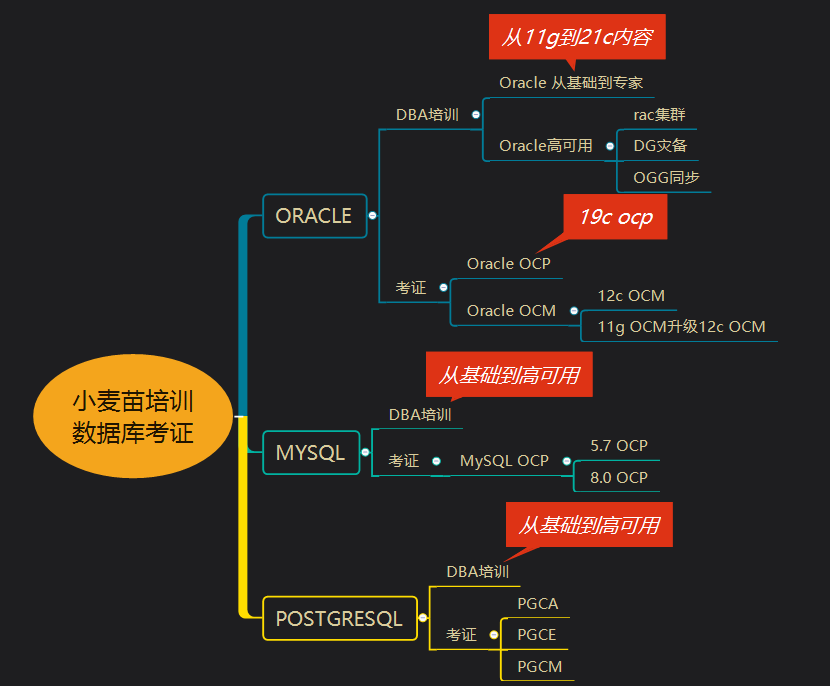 从11g到21c内容
Oracle 从基础到专家
DBA培训
rac集群
Oracle高可用
DG灾备
OGG同步
ORACLE
19c ocp
Oracle OCP
考证
12c OCM
Oracle OCM
11g OCM升级12c OCM
小麦苗培训
数据库考证
从基础到高可用
DBA培训
MYSQL
5.7 OCP
考证
MySQL OCP
8.0 OCP
从基础到高可用
DBA培训
PGCA
POSTGRESQL
考证
PGCE
PGCM